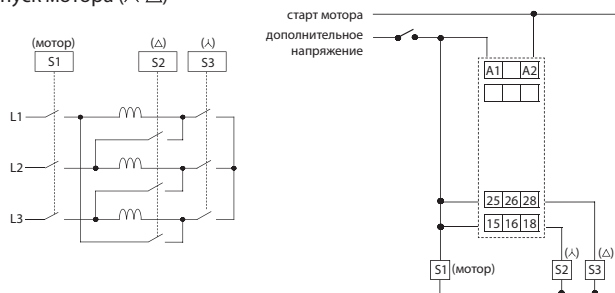 пуск мотора (⅄-△)
(мотор) (△) (⅄)
S1 S2 S3
L1
L2
L3
старт мотора
дополнительное
напряжение
A1 A2
25 26 28
15 16 18
(⅄) (△)
S1 (мотор) S2 S3